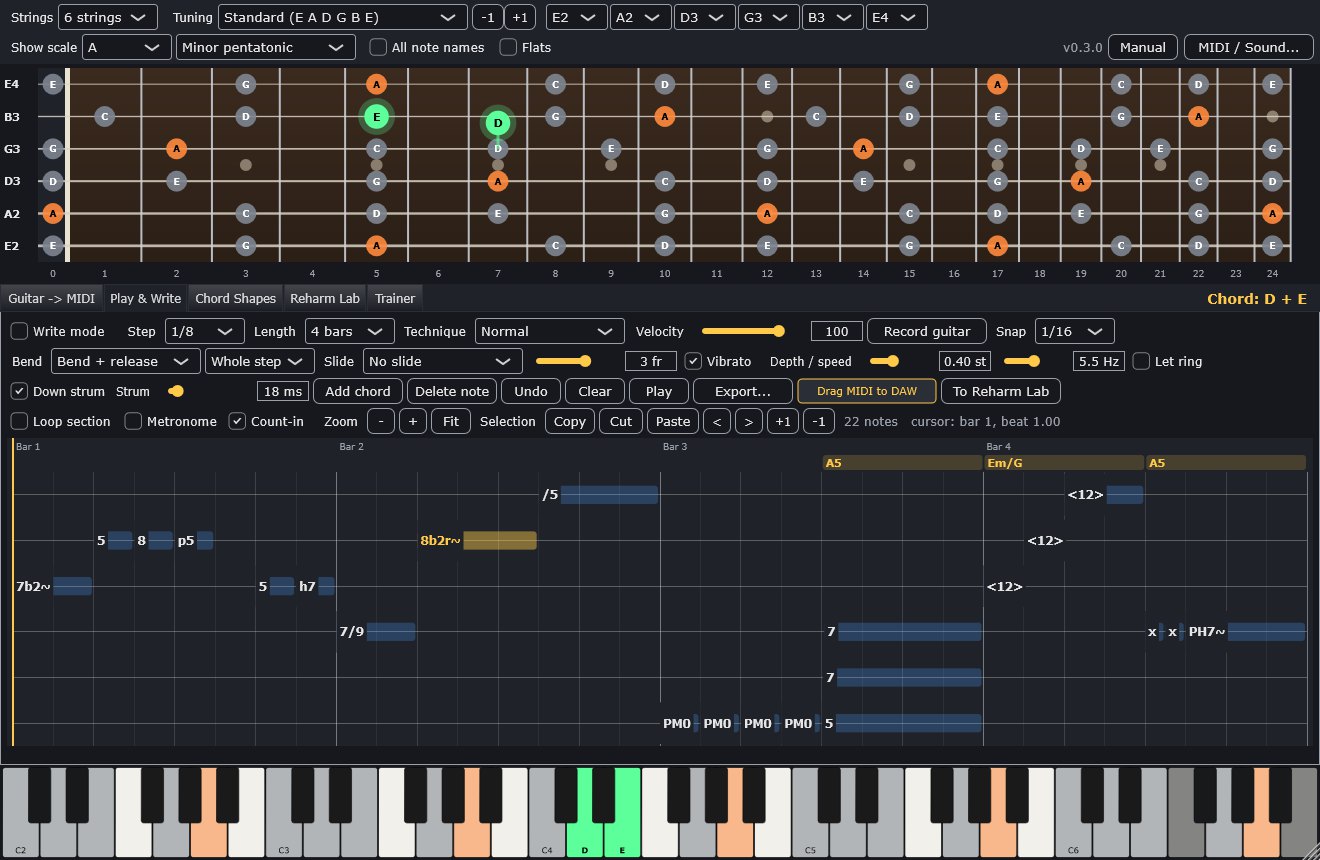 Strings 6 strings Tuning Standard (E A D G B E) -1 +1 E2 A2 D3 G3 B3 E4
Show scale A Minor pentatonic All note names Flats v0.3.0 Manual MIDI / Sound...
E4 E G A C D E G A C D E
B3 C D E D G A C D E G A
G3 G A C D E G A C D E G
D3 D E G A C D E G A C D
A2 A C D E G A C D E G A
E2 E G A C D E G A C D E
0 1 2 3 4 5 6 7 8 9 10 11 12 13 14 15 16 17 18 19 20 21 22 23 24
Guitar -> MIDI Play & Write Chord Shapes Reharm Lab Trainer Chord: D + E
Write mode Step 1/8 Length 4 bars Technique Normal Velocity 100 Record guitar Snap 1/16
Bend Bend + release Whole step Slide No slide 3 fr Vibrato Depth / speed 0.40 st 5.5 Hz Let ring
Down strum Strum 18 ms Add chord Delete note Undo Clear Play Export... Drag MIDI to DAW To Reharm Lab
Loop section Metronome Count-in Zoom - + Fit Selection Copy Cut Paste < > +1 -1 22 notes cursor: bar 1, beat 1.00
Bar 1 Bar 2 Bar 3 Bar 4
A5 Em/G A5
/5 <12>
5 8 p5 8b2r~ <12>
7b2~ 5 h7 <12>
7/9 7 x x PH7~
7
PM0 PM0 PM0 PM0 5
C2 C3 C4 D E C5 C6